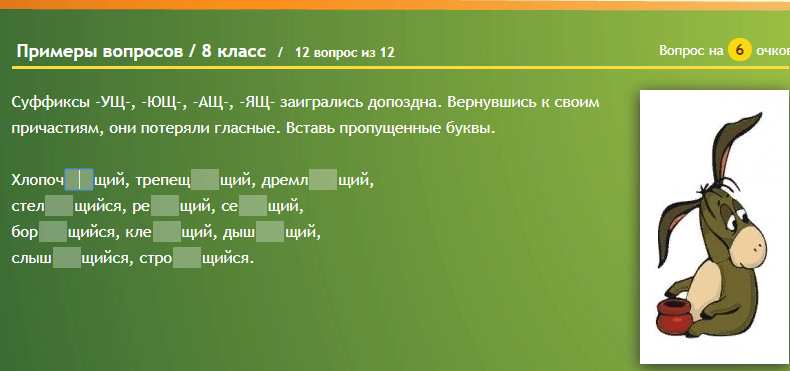 Примеры вопросов / 8 класс / 12 вопрос из 12
Вопрос на 6 очков
Суффиксы -УЩ-, -ЮЩ-, -АЩ-, -ЯЩ- заигрались допоздна. Вернувшись к своим
причастиям, они потеряли гласные. Вставь пропущенные буквы.
Хлопоч щий, трепещ щий, дремл щий,
стел щийся, ре щий, се щий,
бор щийся, кле щий, дыш щий,
слыш щийся, стро щийся.